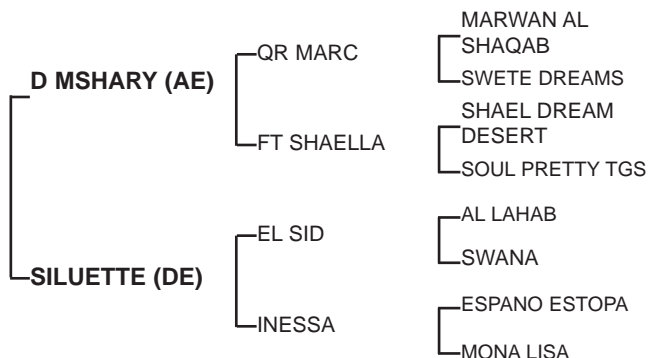 MARWAN AL
SHAQAB
QR MARC
D MSHARY (AE)
SWETE DREAMS
SHAEL DREAM
DESERT
FT SHAELLA
SOUL PRETTY TGS
AL LAHAB
EL SID
SWANA
SILUETTE (DE)
ESPANO ESTOPA
INESSA
MONA LISA